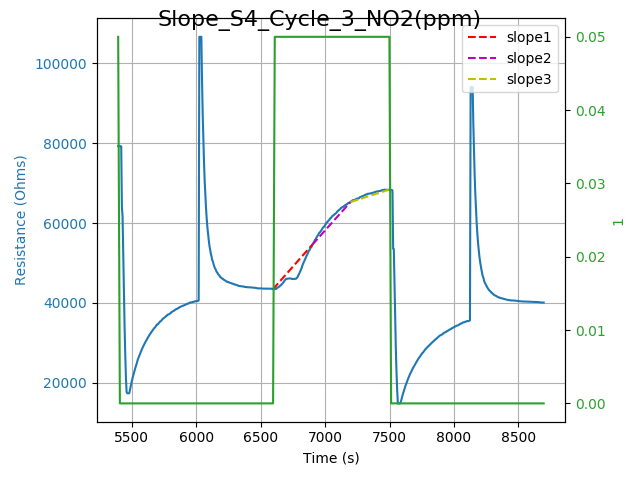 Slope_S4_Cycle_3_NO2(ppm)
slope1
slope2
slope3
100000
80000
60000
40000
20000
Resistance (Ohms)
0.05
0.04
0.03
0.02
0.01
0.00
1
5500 6000 6500 7000 7500 8000 8500
Time (s)